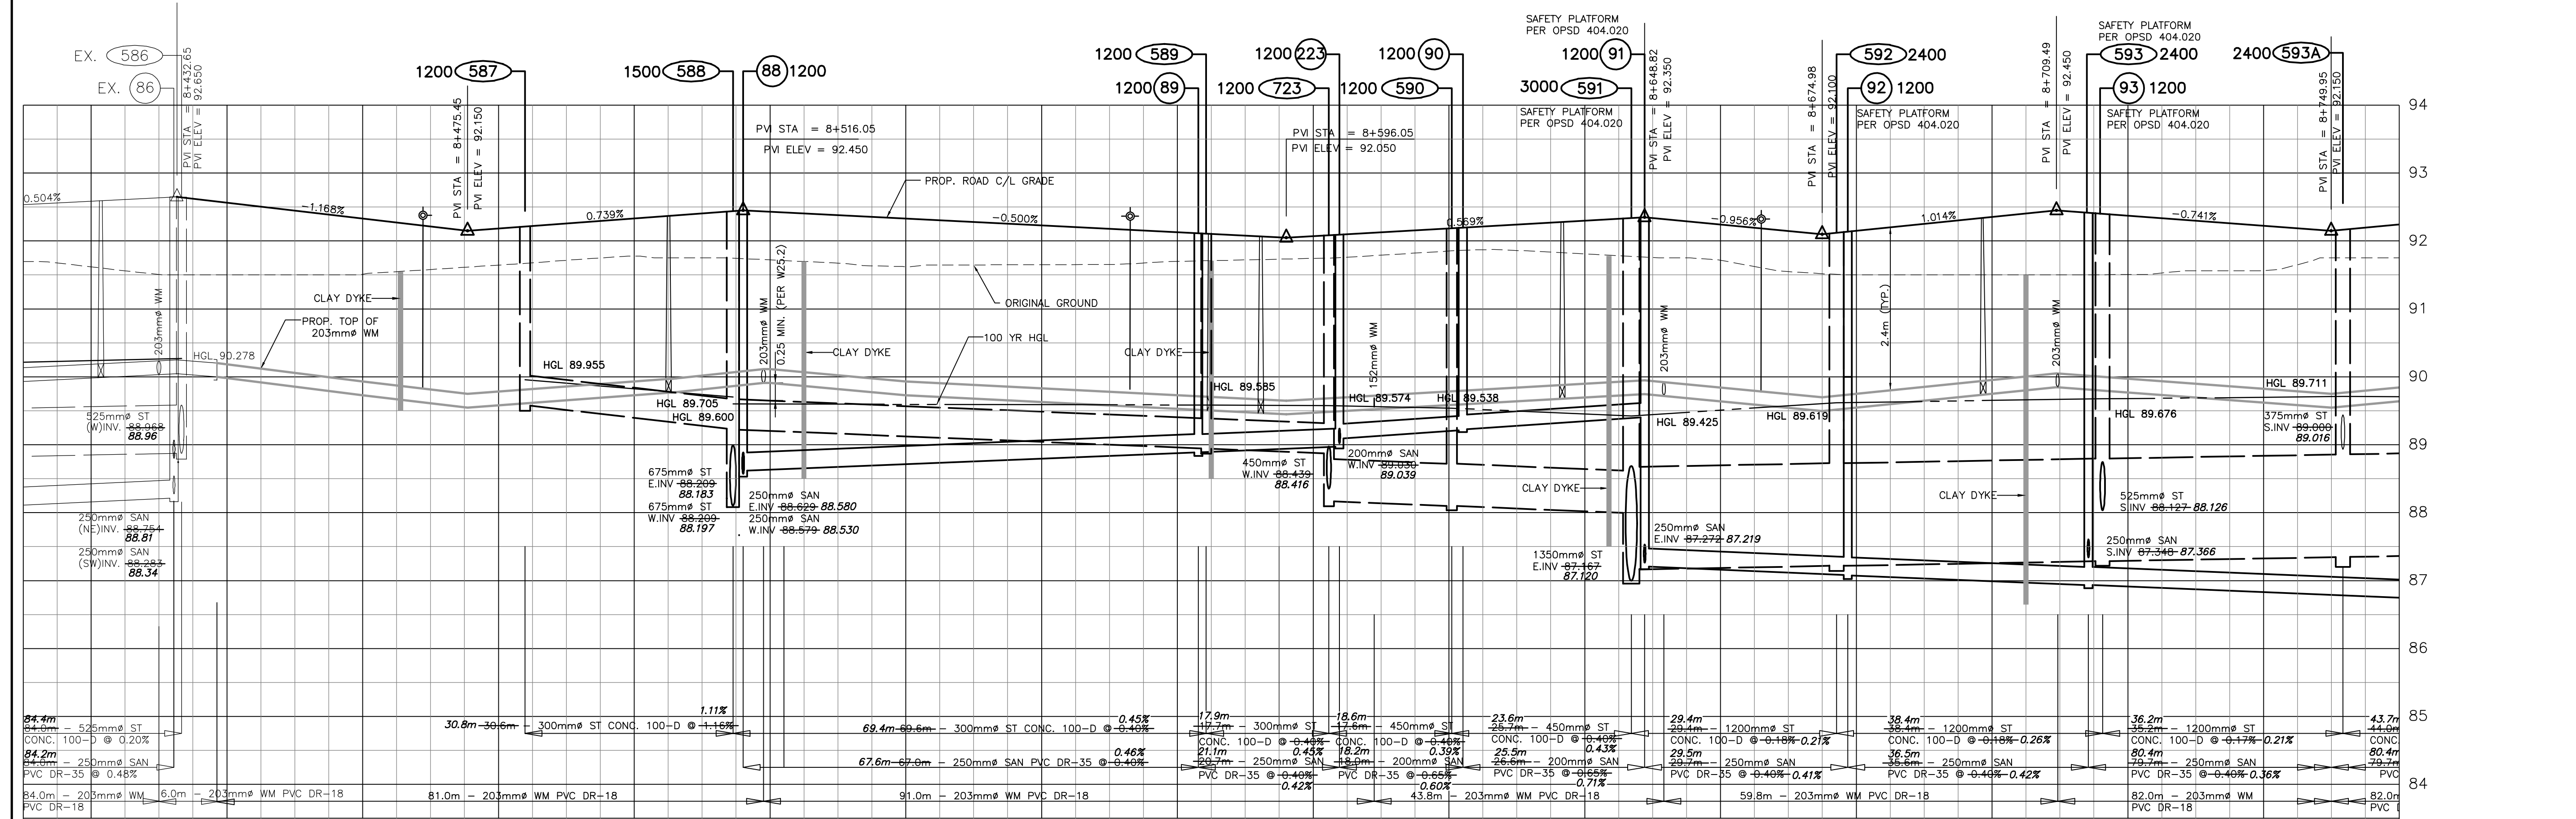 SAFETY PLATFORM
PER OPSD 404.020
SAFETY PLATFORM
PER OPSD 404.020
EX. 586
EX. 86
1200 587
1500 588
88 1200
1200 589
1200 89
1200 223
1200 723
1200 90
1200 590
1200 91
3000 591
SAFETY PLATFORM
PER OPSD 404.020
592 2400
92 1200
SAFETY PLATFORM
PER OPSD 404.020
593 2400
93 1200
SAFETY PLATFORM
PER OPSD 404.020
2400 593A
PVI STA = 8+432.65
PVI ELEV = 92.650
PVI STA = 8+475.45
PVI ELEV = 92.150
PVI STA = 8+516.05
PVI ELEV = 92.450
PVI STA = 8+596.05
PVI ELEV = 92.050
PVI STA = 8+648.82
PVI ELEV = 92.350
PVI STA = 8+674.98
PVI ELEV = 92.100
PVI STA = 8+709.49
PVI ELEV = 92.450
PVI STA = 8+749.95
PVI ELEV = 92.150
94
93
92
91
90
89
88
87
86
85
84
0.504%
-1.168%
0.739%
PROP. ROAD C/L GRADE
-0.500%
0.569%
-0.956%
1.014%
-0.741%
CLAY DYKE
PROP. TOP OF
203mmø WM
203mmø WM
HGL 90.278
HGL 89.955
203mmø WM
0.25 MIN. (PER W25.2)
CLAY DYKE
ORIGINAL GROUND
100 YR HGL
CLAY DYKE
HGL 89.705
HGL 89.600
HGL 89.585
152mmø WM
HGL 89.574
HGL 89.538
203mmø WM
HGL 89.425
HGL 89.619
2.4m (TYP.)
203mmø WM
HGL 89.676
HGL 89.711
525mmø ST
(W)INV. 88.968
88.96
250mmø SAN
(NE)INV. 88.754
88.81
250mmø SAN
(SW)INV. 88.283
88.34
675mmø ST
E.INV 88.209
88.183
675mmø ST
W.INV 88.209
88.197
250mmø SAN
E.INV 88.629 88.580
250mmø SAN
W.INV 88.579 88.530
450mmø ST
W.INV 88.439
88.416
200mmø SAN
W.INV 89.030
89.039
CLAY DYKE
1350mmø ST
E.INV 87.167
87.120
250mmø SAN
E.INV 87.272 87.219
CLAY DYKE
525mmø ST
S.INV 88.127 88.126
250mmø SAN
S.INV 87.348 87.366
375mmø ST
S.INV 89.000
89.016
84.4m
84.0m - 525mmø ST
CONC. 100-D @ 0.20%
84.2m
84.0m - 250mmø SAN
PVC DR-35 @ 0.48%
84.0m - 203mmø WM
PVC DR-18
6.0m - 203mmø WM PVC DR-18
1.11%
30.8m 30.6m - 300mmø ST CONC. 100-D @ 1.16%
81.0m - 203mmø WM PVC DR-18
0.45%
69.4m 69.6m - 300mmø ST CONC. 100-D @ 0.40%
0.46%
67.6m 67.0m - 250mmø SAN PVC DR-35 @ 0.40%
91.0m - 203mmø WM PVC DR-18
17.9m
17.7m - 300mmø ST
CONC. 100-D @ 0.40%
21.1m 0.45%
20.7m - 250mmø SAN
PVC DR-35 @ 0.40%
0.42%
18.6m
17.6m - 450mmø ST
CONC. 100-D @ 0.40%
18.2m 0.39%
18.0m - 200mmø SAN
PVC DR-35 @ 0.65%
0.60%
23.6m
25.7m - 450mmø ST
CONC. 100-D @ 0.40%
25.5m 0.43%
26.6m - 200mmø SAN
PVC DR-35 @ 0.65%
0.71%
43.8m - 203mmø WM PVC DR-18
29.4m
29.4m - 1200mmø ST
CONC. 100-D @ 0.18% 0.21%
29.5m
29.7m - 250mmø SAN
PVC DR-35 @ 0.40% 0.41%
59.8m - 203mmø WM PVC DR-18
38.4m
38.4m - 1200mmø ST
CONC. 100-D @ 0.18% 0.26%
36.5m
35.6m - 250mmø SAN
PVC DR-35 @ 0.40% 0.42%
36.2m
35.2m - 1200mmø ST
CONC. 100-D @ 0.17% 0.21%
80.4m
79.7m - 250mmø SAN
PVC DR-35 @ 0.40% 0.36%
82.0m - 203mmø WM
PVC DR-18
43.7m
44.0m
CONC.
80.4m
79.7m
PVC
82.0m
PVC